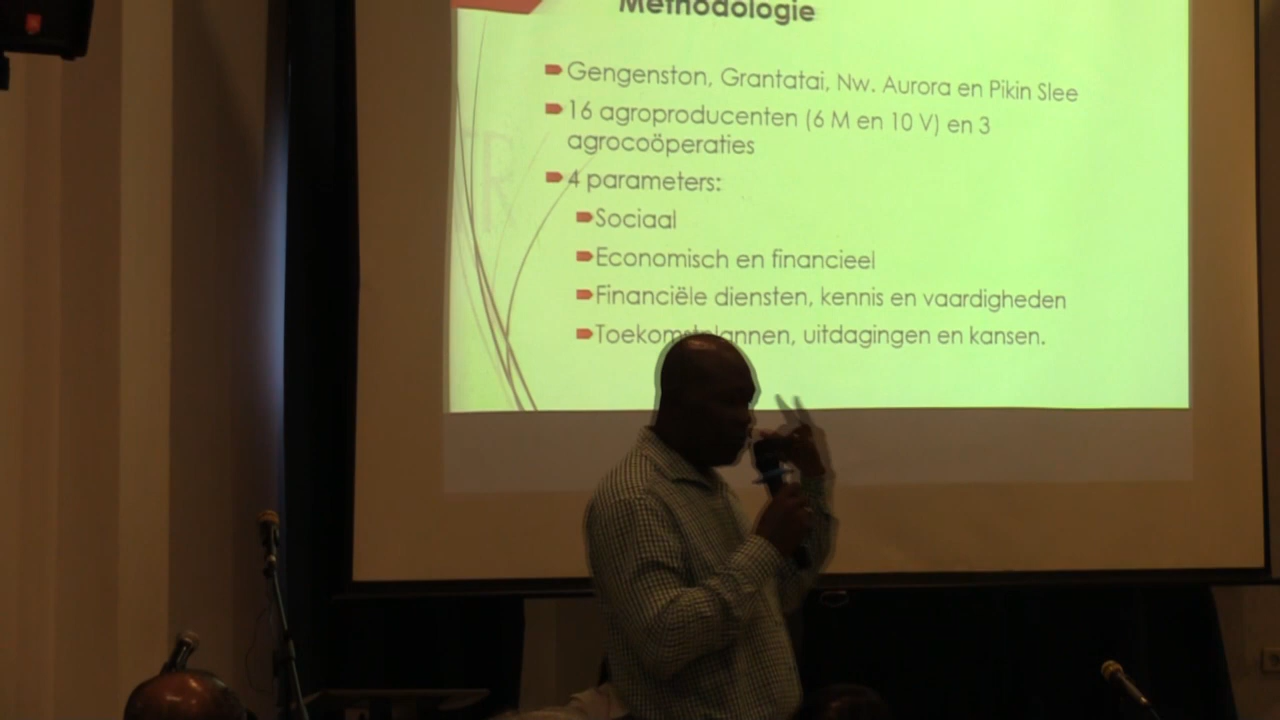 Methodologie
Gengenston, Grantatai, Nw. Aurora en Pikin Slee
16 agroproducenten (6 M en 10 V) en 3
agrocoöperaties
4 parameters:
Sociaal
Economisch en financieel
Financiële diensten, kennis en vaardigheden
Toekomstplannen, uitdagingen en kansen.